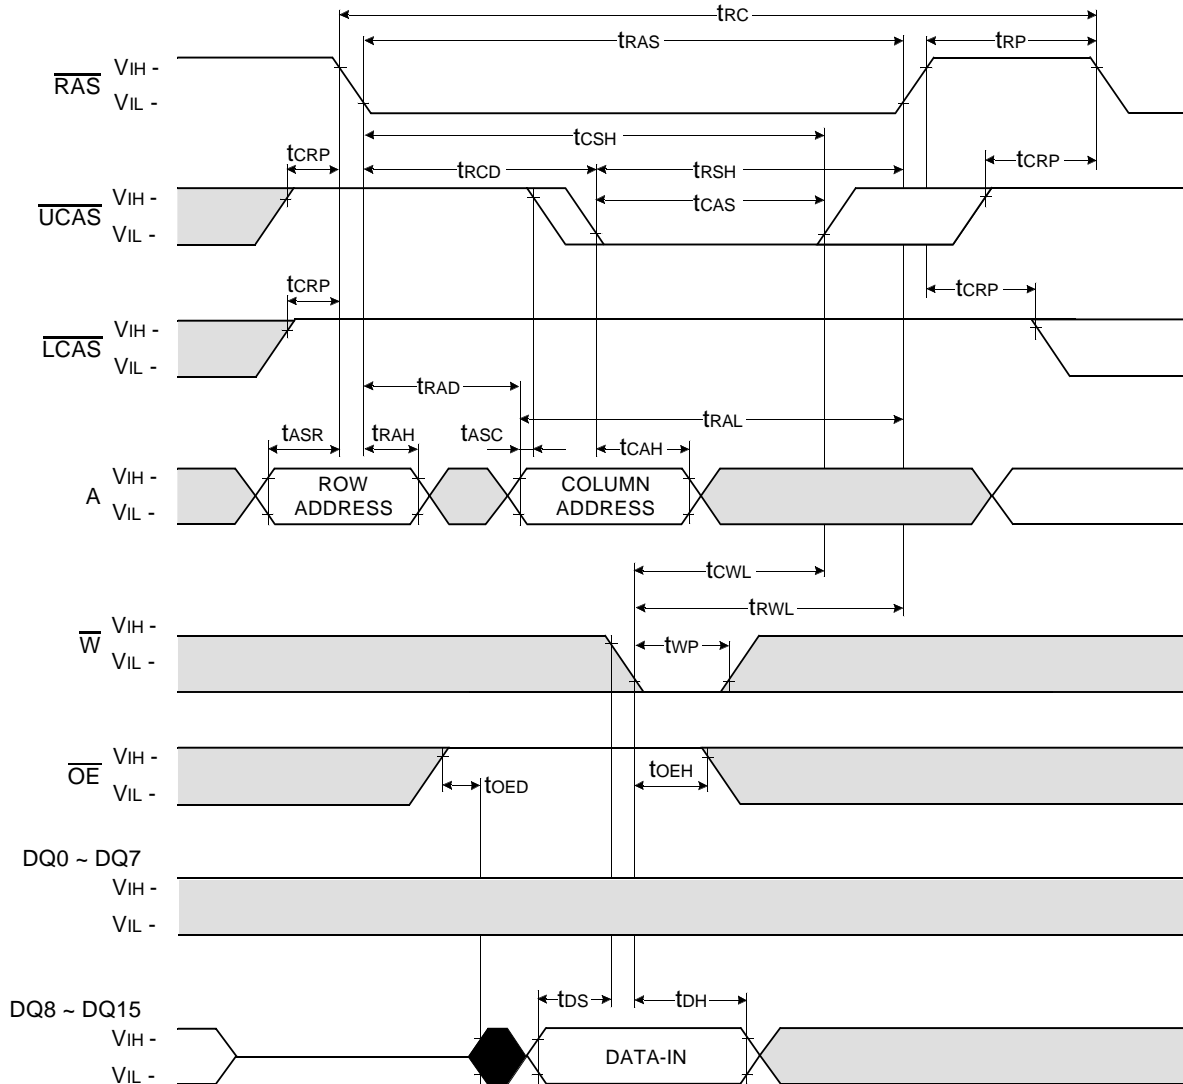 tRC
tRAS
tRP
RAS
VIH -
VIL -
tCSH
tCRP
tRCD
tRSH
tCRP
UCAS
VIH -
VIL -
tCAS
tCRP
tCRP
LCAS
VIH -
VIL -
tRAD
tRAL
tASR
tRAH
tASC
tCAH
A
VIH -
VIL -
ROW
ADDRESS
COLUMN
ADDRESS
tCWL
tRWL
W
VIH -
VIL -
tWP
OE
VIH -
VIL -
tOED
tOEH
DQ0 ~ DQ7
VIH -
VIL -
DQ8 ~ DQ15
VIH -
VIL -
tDS
tDH
DATA-IN